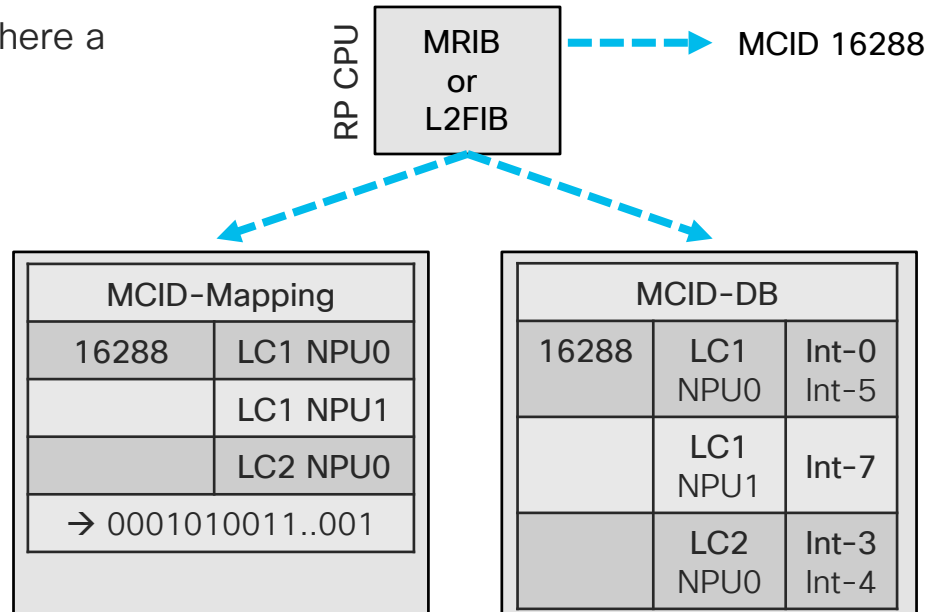 here a
RP CPU
MRIB
or
L2FIB
MCID 16288
MCID-Mapping
16288 LC1 NPU0
LC1 NPU1
LC2 NPU0
→ 0001010011..001
MCID-DB
16288 LC1 NPU0 Int-0 Int-5
LC1 NPU1 Int-7
LC2 NPU0 Int-3 Int-4